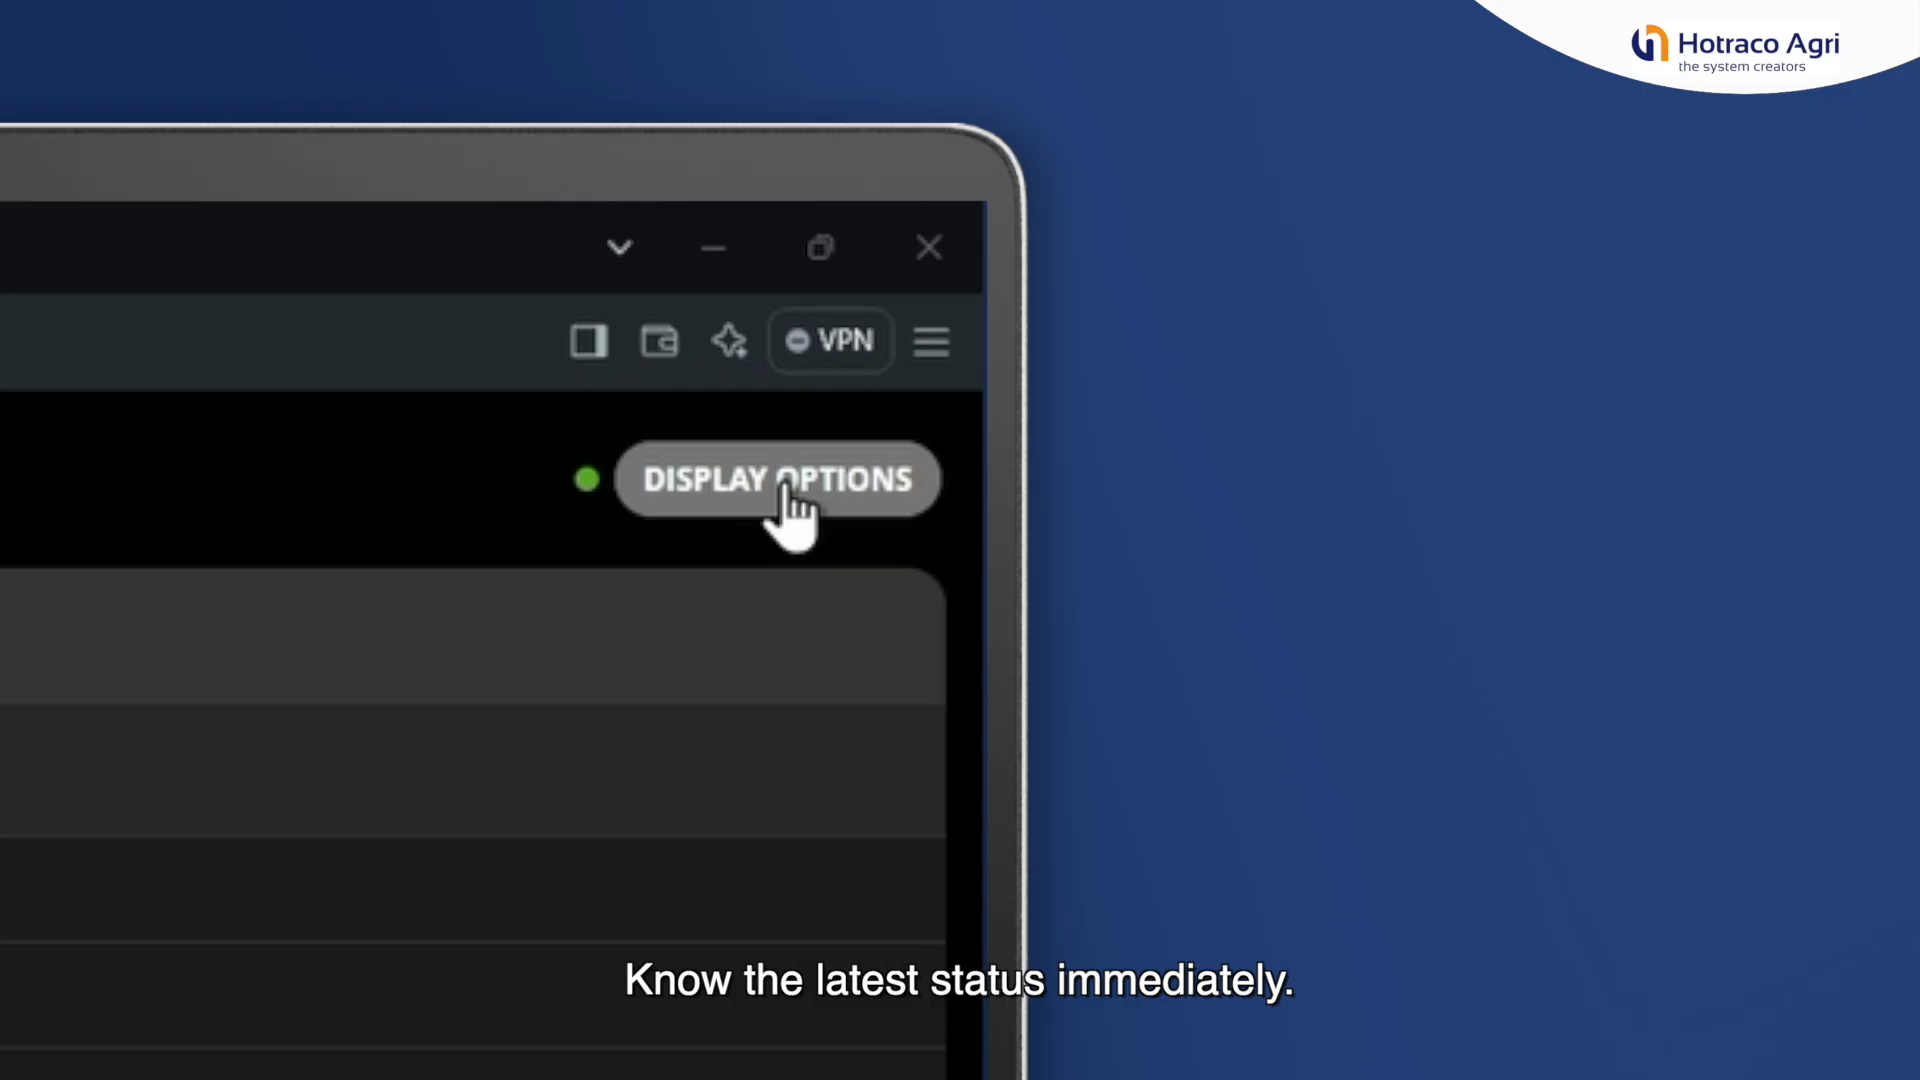 Hotraco Agri
the system creators
VPN
DISPLAY OPTIONS
Know the latest status immediately.